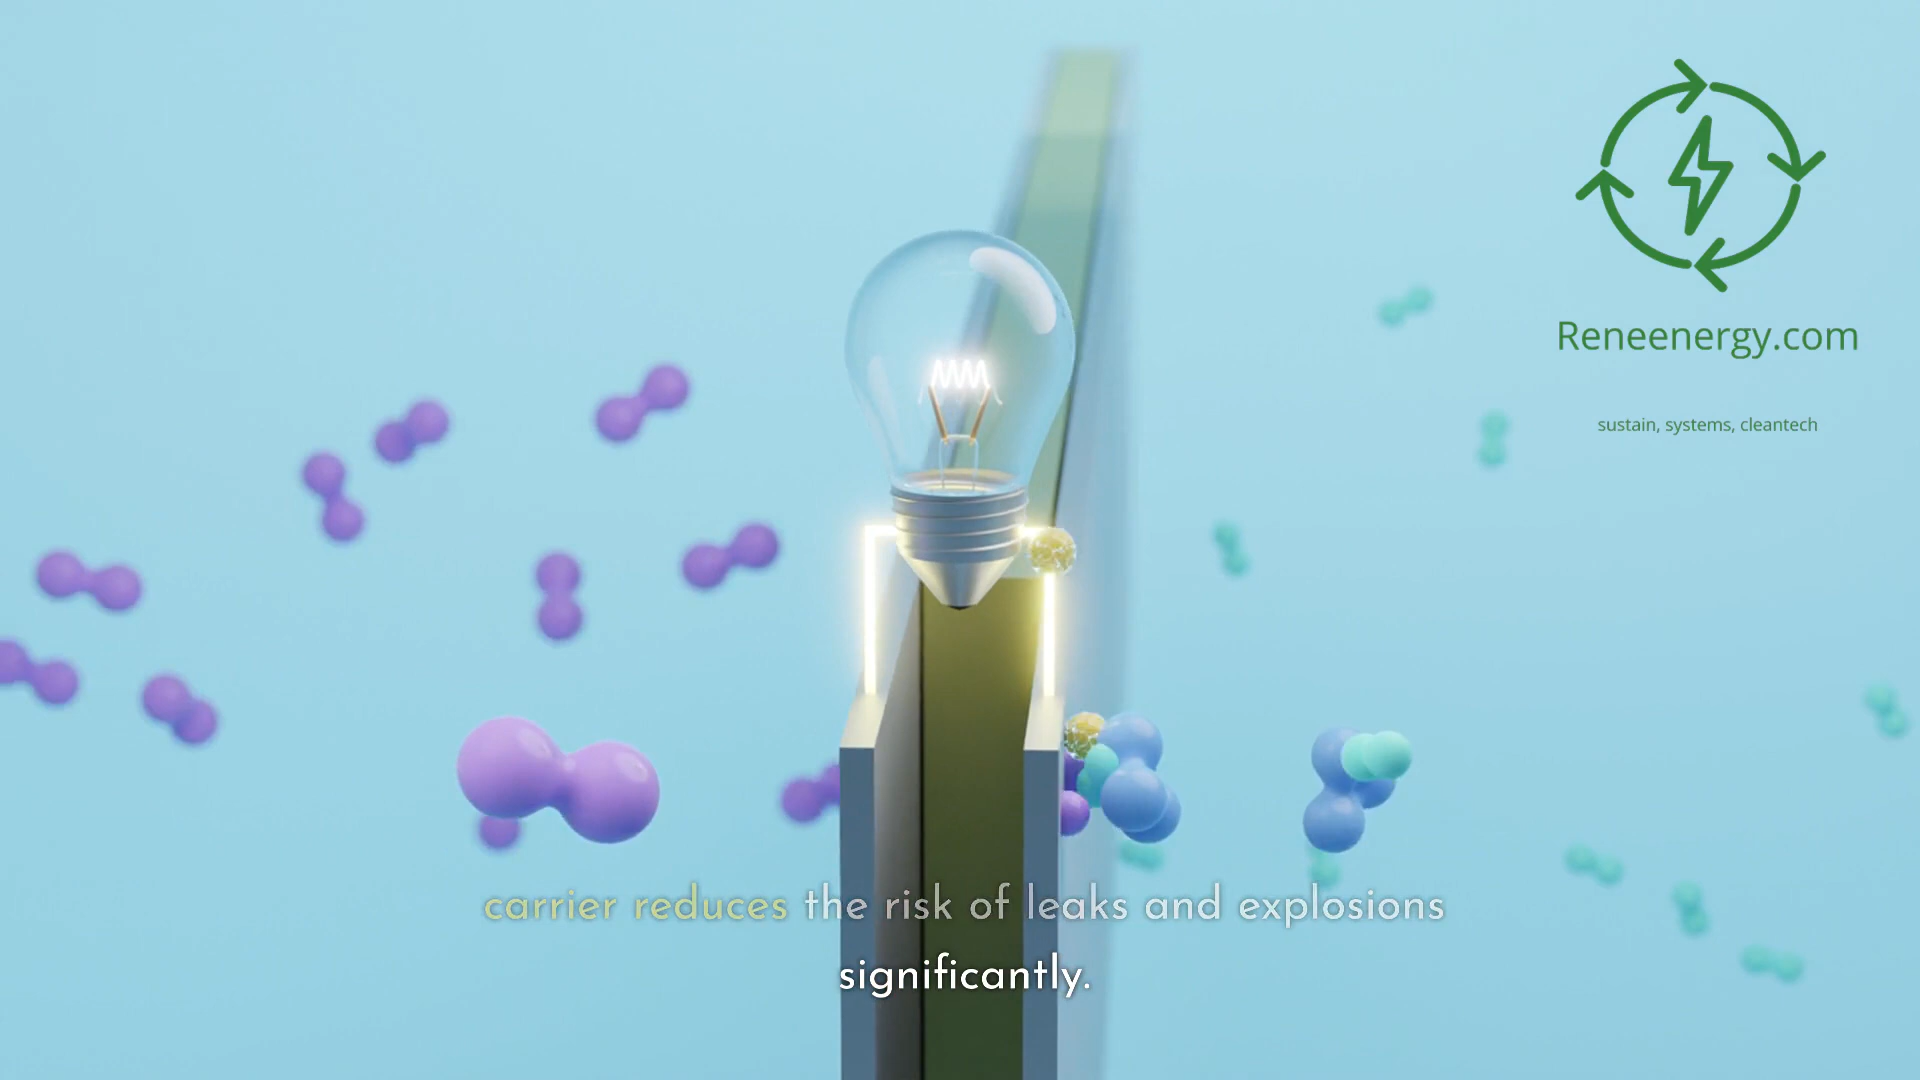 Reneenergy.com
sustain, systems, cleantech
carrier reduces the risk of leaks and explosions
significantly.